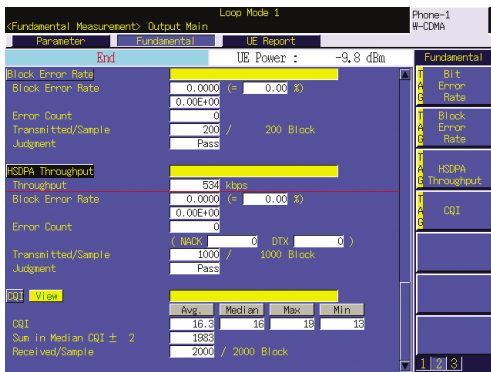 Loop Mode 1
Phone-1
<Fundamental Measurement> Output Main
W-CDMA
Parameter Fundamental UE Report
End UE Power : -9.8 dBm Fundamental
Block Error Rate
Block Error Rate 0.0000 (= 0.00 %)
0.00E+00
Error Count 0
Transmitted/Sample 200 / 200 Block
Judgment Pass
HSDPA Throughput
Throughput 534 kbps
Block Error Rate 0.0000 (= 0.00 %)
0.00E+00
Error Count 0
( NACK 0 DTX 0 )
Transmitted/Sample 1000 / 1000 Block
Judgment Pass
CQI View
Avg. Median Max Min
CQI 16.3 16 19 13
Sum in Median CQI ± 2 1983
Received/Sample 2000 / 2000 Block
TAG Bit Error Rate
TAG Block Error Rate
TAG HSDPA Throughput
TAG CQI
1 2 3